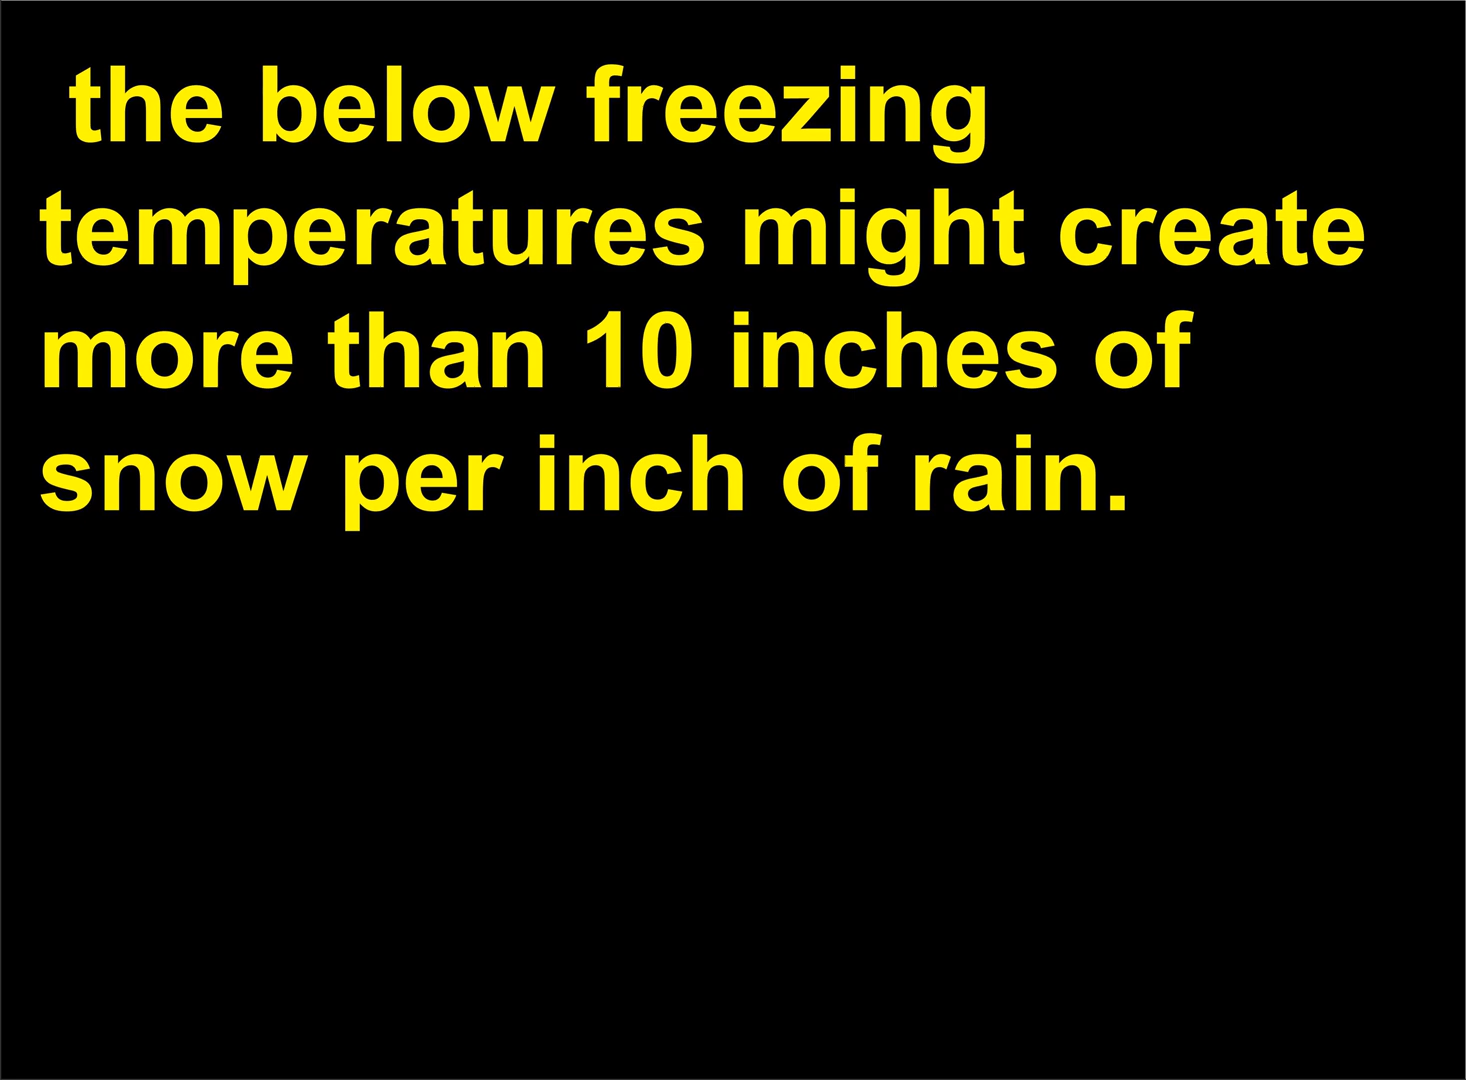 the below freezing
temperatures might create
more than 10 inches of
snow per inch of rain.